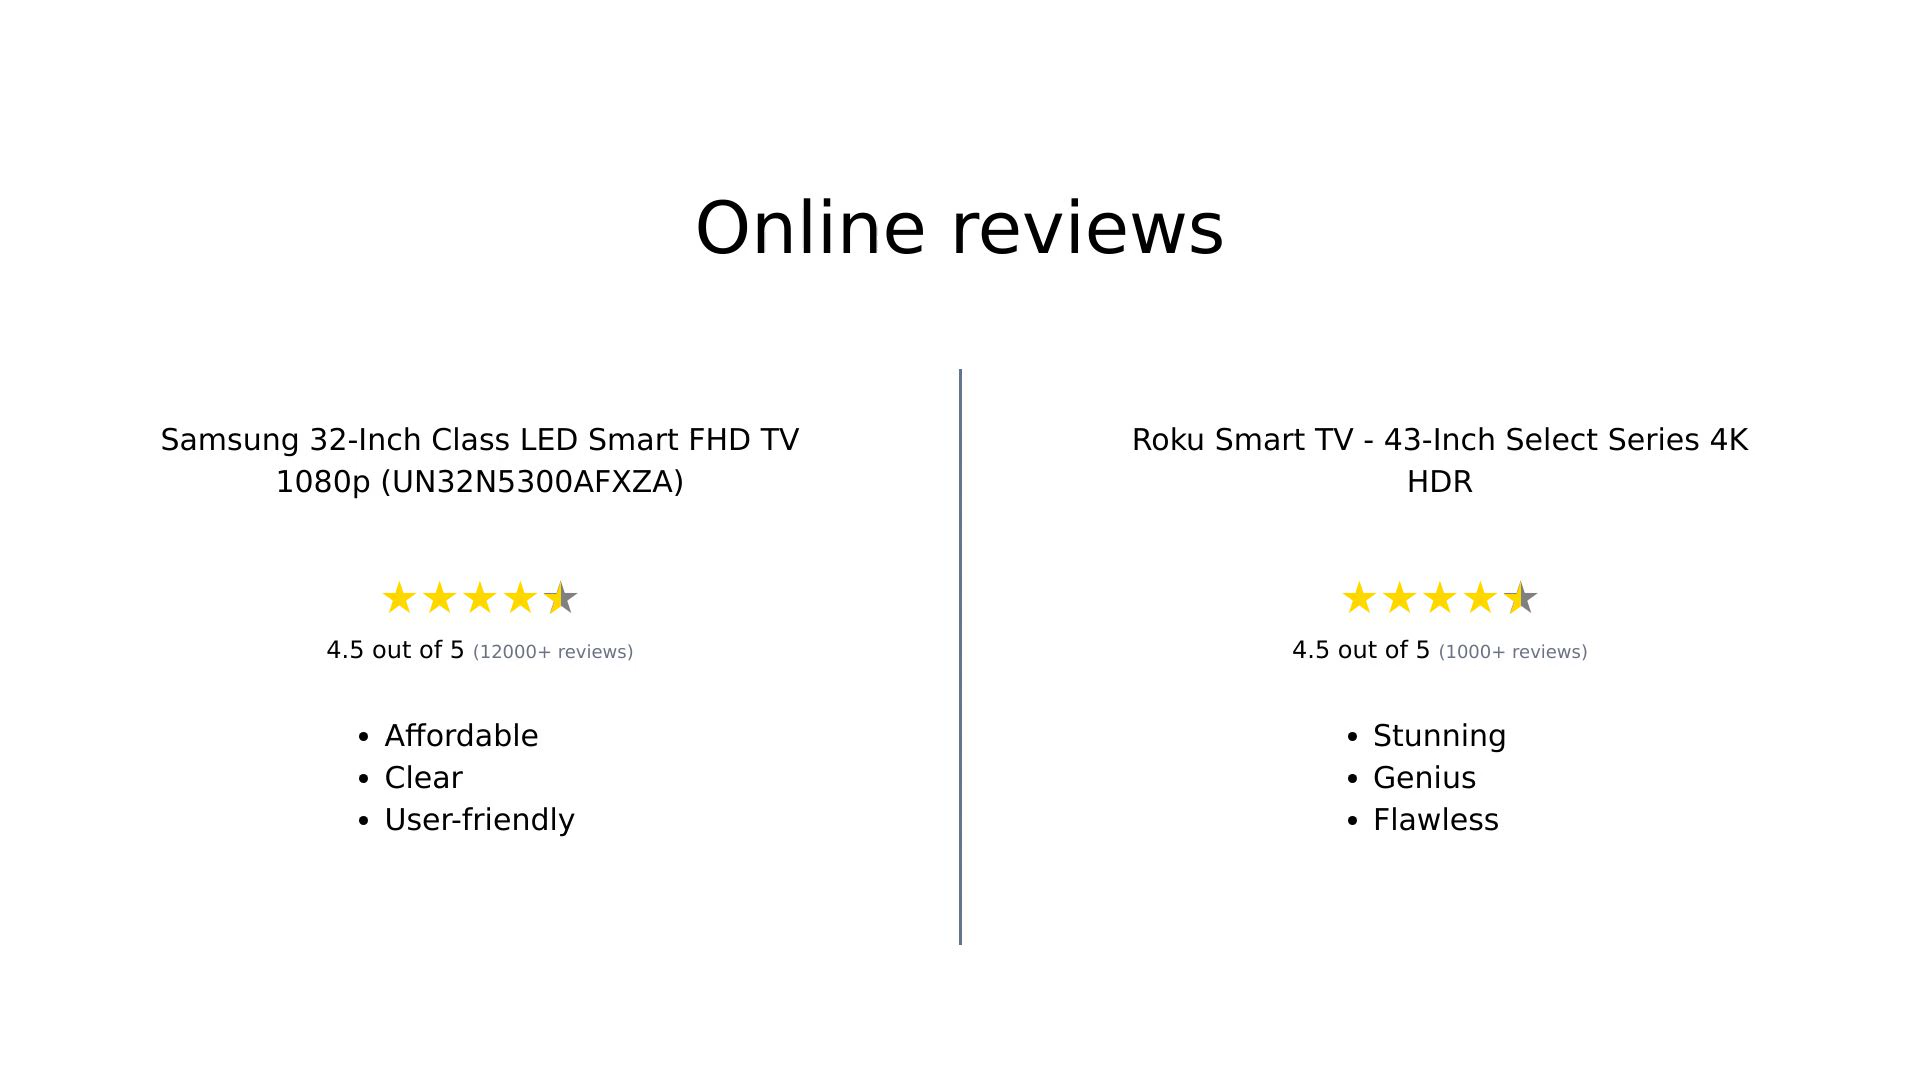 Online reviews
Samsung 32-Inch Class LED Smart FHD TV
1080p (UN32N5300AFXZA)
4.5 out of 5 (12000+ reviews)
• Affordable
• Clear
• User-friendly
Roku Smart TV - 43-Inch Select Series 4K
HDR
4.5 out of 5 (1000+ reviews)
• Stunning
• Genius
• Flawless